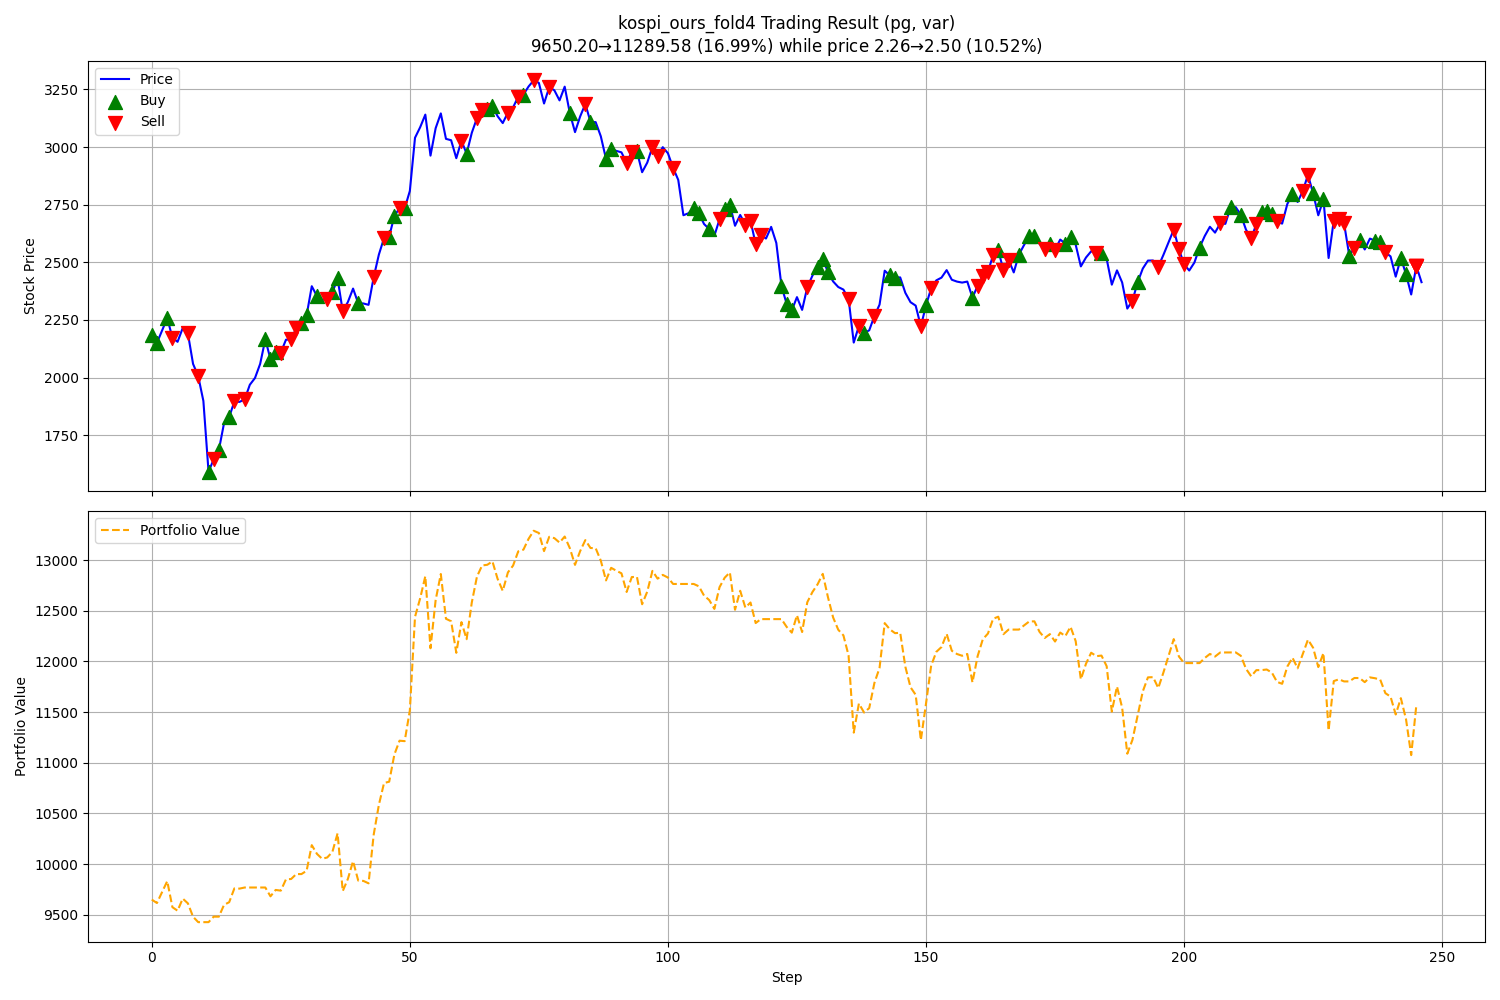 kospi_ours_fold4 Trading Result (pg, var)
9650.20→11289.58 (16.99%) while price 2.26→2.50 (10.52%)
Price
Buy
Sell
Stock Price
3250
3000
2750
2500
2250
2000
1750
Portfolio Value
Portfolio Value
13000
12500
12000
11500
11000
10500
10000
9500
0
50
100
150
200
250
Step